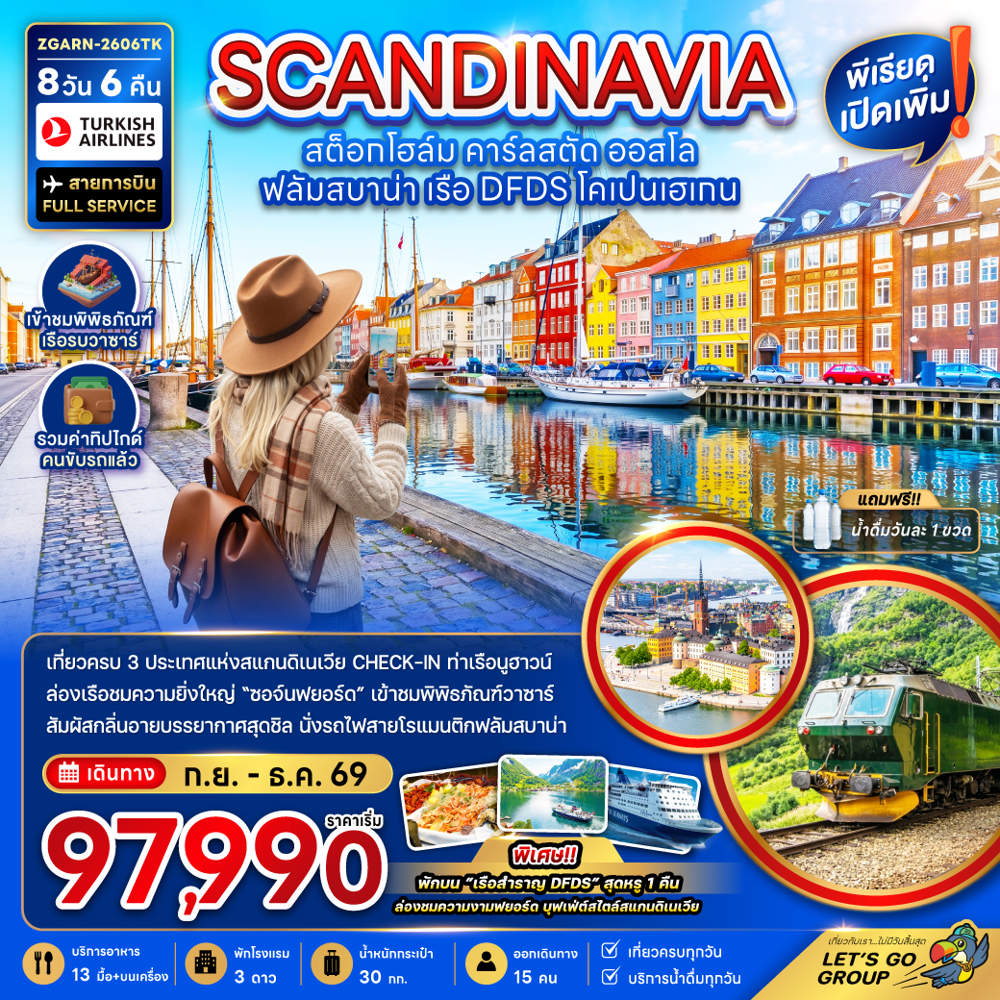 ZGARN-2606TK
8วัน 6 คืน
TURKISH
AIRLINES
สายการบิน
FULL SERVICE
SCANDINAVIA
สต็อกโฮล์ม คาร์ลสตัด ออสโล
ฟลัมสบาน่า เรือ DFDS โคเปนเฮเกน
พีเรียด
เปิดเพิ่ม!
เข้าชมพิพิธภัณฑ์
เรือรบวาซาร์
รวมค่าทิปไกด์
คนขับรถแล้ว
แถมฟรี!!
น้ำดื่มวันละ 1 ขวด
เที่ยวครบ 3 ประเทศแห่งสแกนดิเนเวีย CHECK-IN ท่าเรือนูฮาวน์
ล่องเรือชมความยิ่งใหญ่ "ซอจ์นฟยอร์ด" เข้าชมพิพิธภัณฑ์วาซาร์
สัมผัสกลิ่นอายบรรยากาศสุดชิล นั่งรถไฟสายโรแมนติกฟลัมสบาน่า
เดินทาง ก.ย. - ธ.ค. 69
ราคาเริ่ม
97,990
พิเศษ!!
พักบน "เรือสำราญ DFDS" สุดหรู 1 คืน
ล่องชมความงามฟยอร์ด บุฟเฟ่ต์สไตล์สแกนดิเนเวีย
บริการอาหาร
13 มื้อ+บนเครื่อง
พักโรงแรม
3 ดาว
น้ำหนักกระเป๋า
30 กก.
ออกเดินทาง
15 คน
เที่ยวครบทุกวัน
บริการน้ำดื่มทุกวัน
เที่ยวกับเรา...ไม่มีวันสิ้นสุด
LET'S GO
GROUP